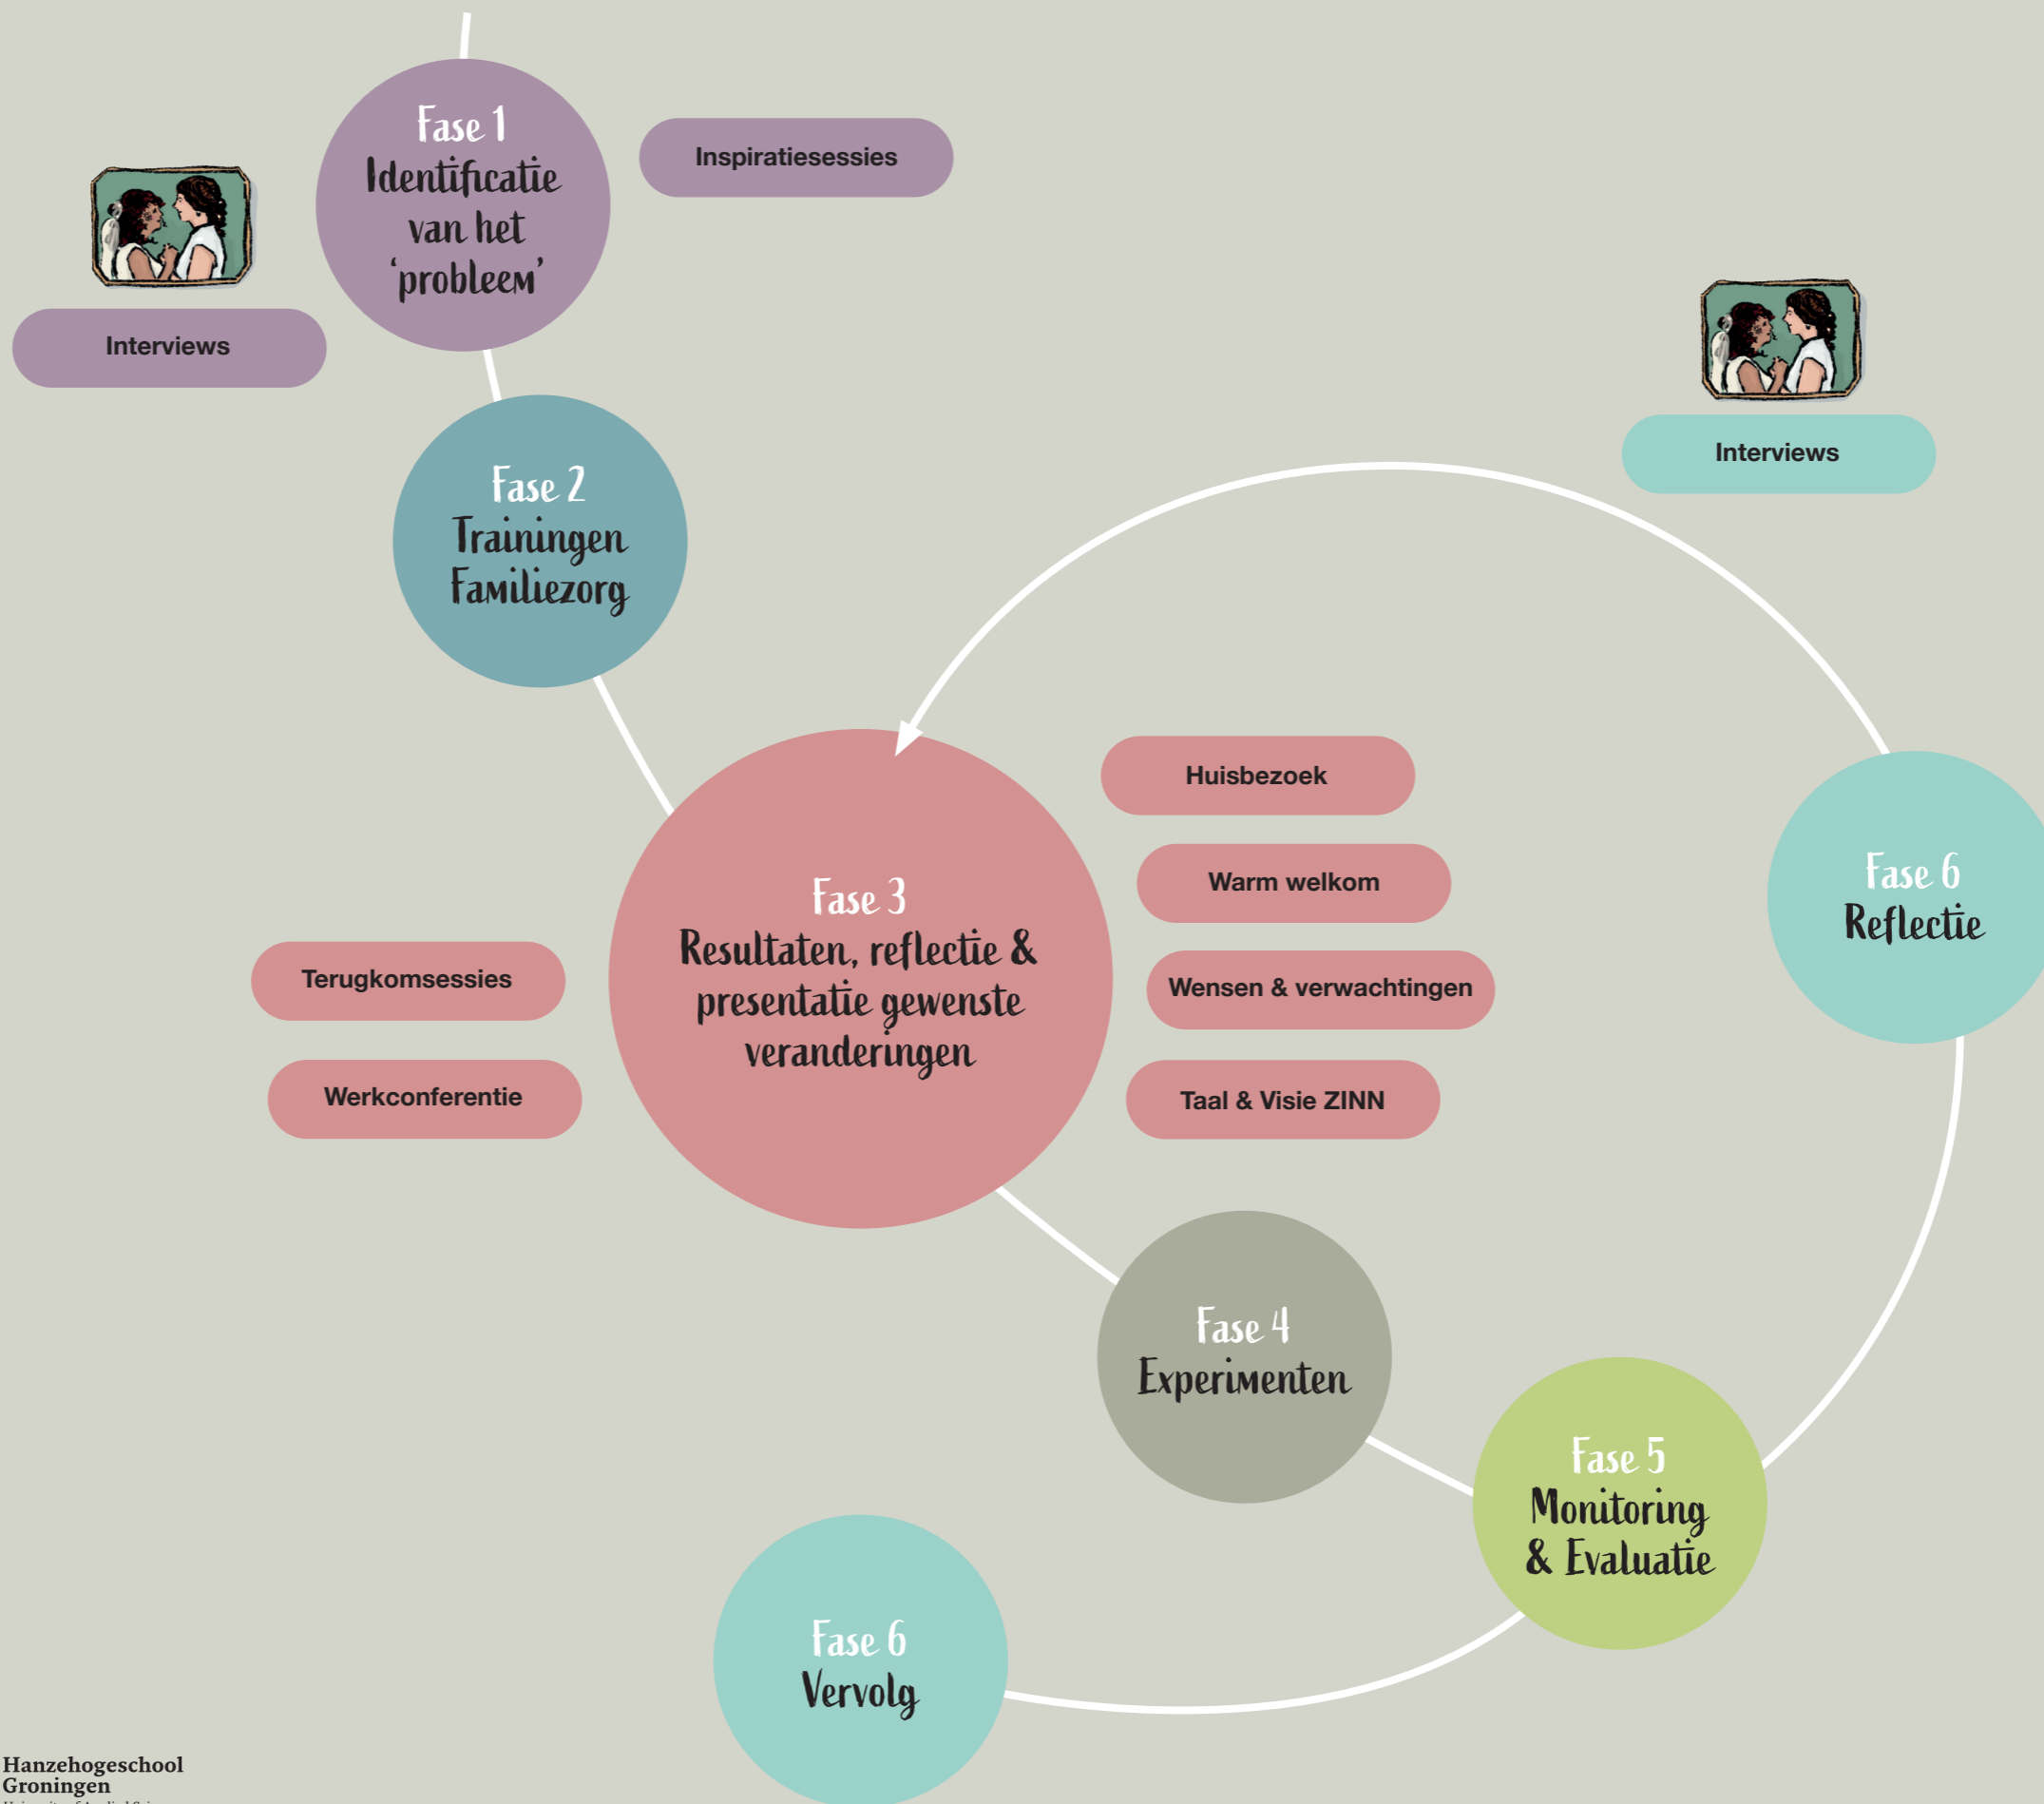 Fase 1
Identificatie
van het
‘probleem’
Inspiratiesessies
Interviews
Fase 2
Trainingen
Familiezorg
Interviews
Fase 3
Resultaten, reflectie &
presentatie gewenste
veranderingen
Huisbezoek
Warm welkom
Wensen & verwachtingen
Taal & Visie ZINN
Terugkomsessies
Werkconferentie
Fase 6
Reflectie
Fase 4
Experimenten
Fase 5
Monitoring
& Evaluatie
Fase 6
Vervolg
Hanzehogeschool
Groningen